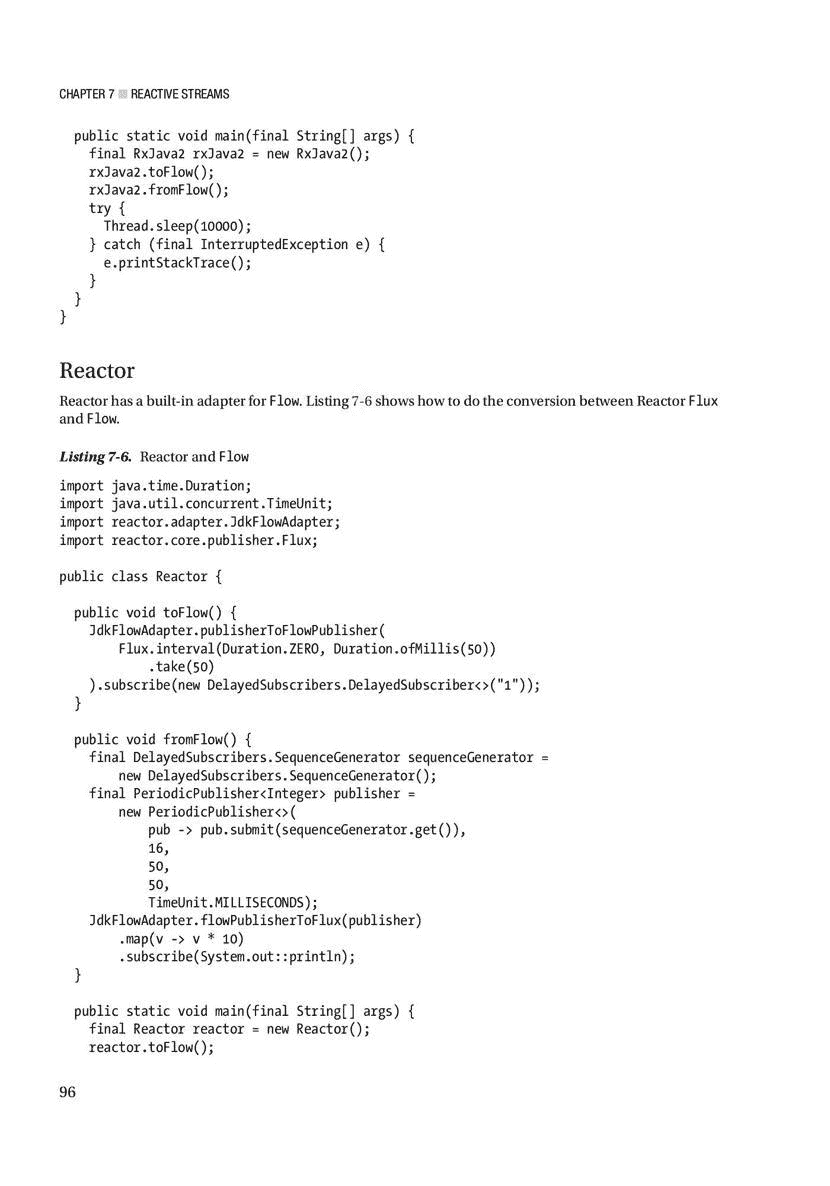 CHAPTER 7 ■ REACTIVE STREAMS
  public static void main(final String[] args) {
    final RxJava2 rxJava2 = new RxJava2();
    rxJava2.toFlow();
    rxJava2.fromFlow();
    try {
      Thread.sleep(10000);
    } catch (final InterruptedException e) {
      e.printStackTrace();
    }
  }
}
Reactor
Reactor has a built-in adapter for Flow. Listing 7-6 shows how to do the conversion between Reactor Flux
and Flow.
Listing 7-6. Reactor and Flow
import java.time.Duration;
import java.util.concurrent.TimeUnit;
import reactor.adapter.JdkFlowAdapter;
import reactor.core.publisher.Flux;
public class Reactor {
  public void toFlow() {
    JdkFlowAdapter.publisherToFlowPublisher(
        Flux.interval(Duration.ZERO, Duration.ofMillis(50))
            .take(50)
    ).subscribe(new DelayedSubscribers.DelayedSubscriber<>("1"));
  }
  public void fromFlow() {
    final DelayedSubscribers.SequenceGenerator sequenceGenerator =
        new DelayedSubscribers.SequenceGenerator();
    final PeriodicPublisher<Integer> publisher =
        new PeriodicPublisher<>(
            pub -> pub.submit(sequenceGenerator.get()),
            16,
            50,
            50,
            TimeUnit.MILLISECONDS);
    JdkFlowAdapter.flowPublisherToFlux(publisher)
        .map(v -> v * 10)
        .subscribe(System.out::println);
  }
  public static void main(final String[] args) {
    final Reactor reactor = new Reactor();
    reactor.toFlow();
96